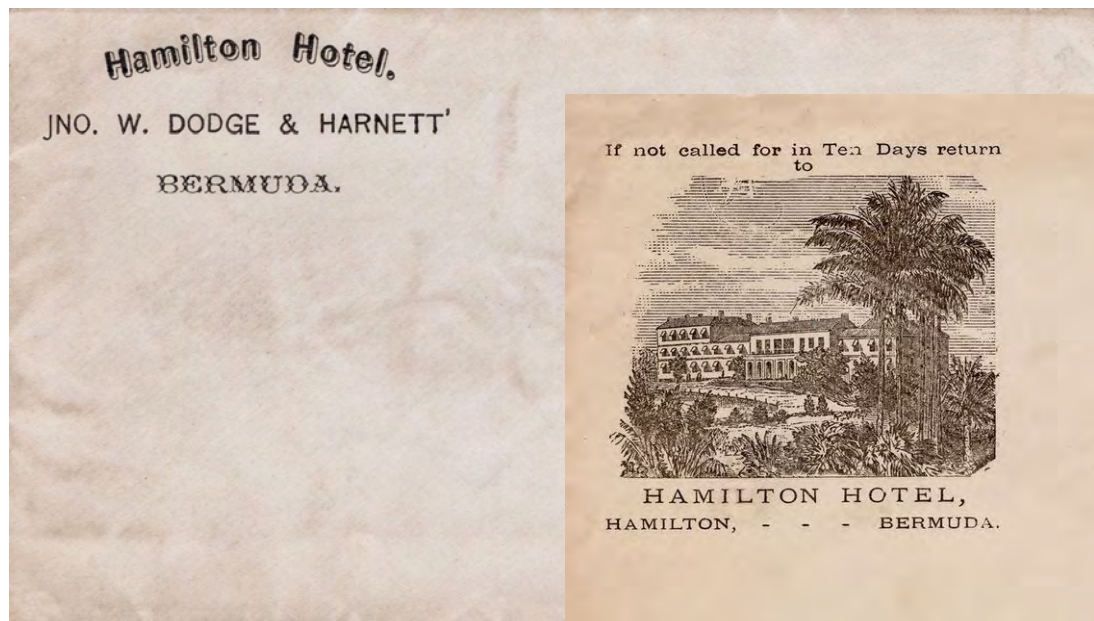 Hamilton Hotel.
JNO. W. DODGE & HARNETT'
BERMUDA.
If not called for in Ten Days return
to
HAMILTON HOTEL,
HAMILTON, - - - BERMUDA.